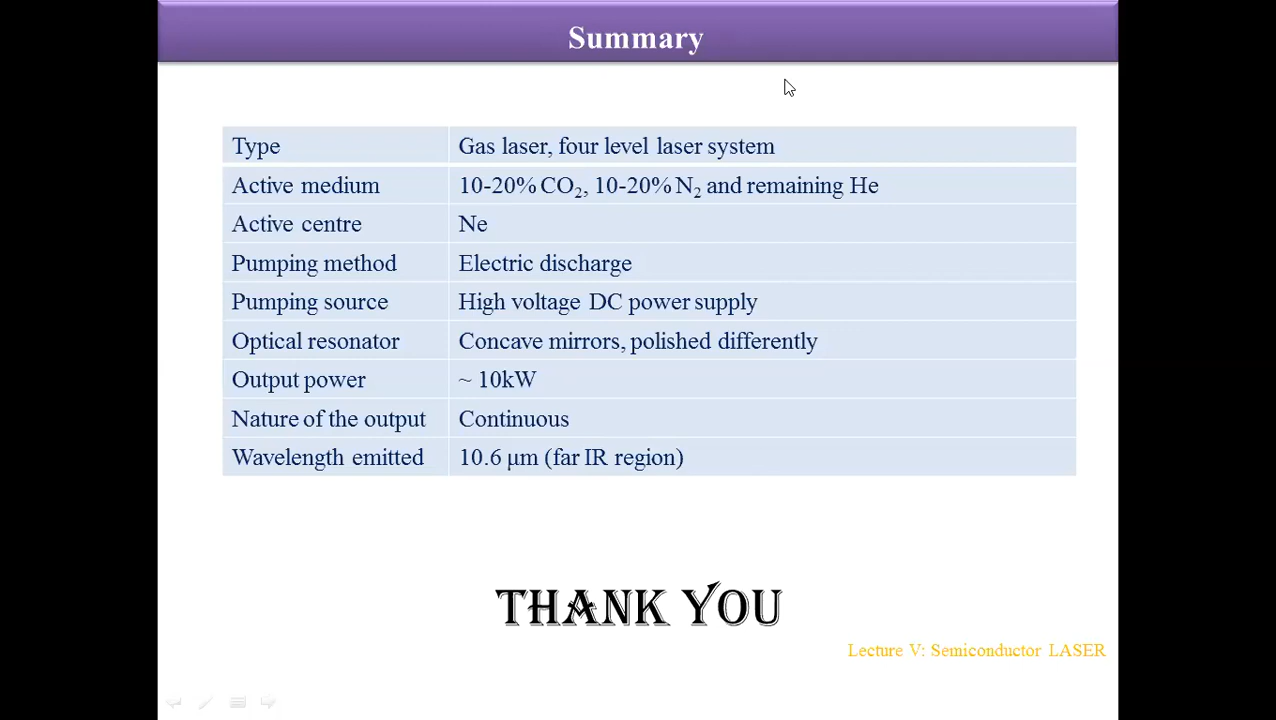 Summary
Type Gas laser, four level laser system
Active medium 10-20% CO₂, 10-20% N₂ and remaining He
Active centre Ne
Pumping method Electric discharge
Pumping source High voltage DC power supply
Optical resonator Concave mirrors, polished differently
Output power ~ 10kW
Nature of the output Continuous
Wavelength emitted 10.6 μm (far IR region)
THANK YOU
Lecture V: Semiconductor LASER